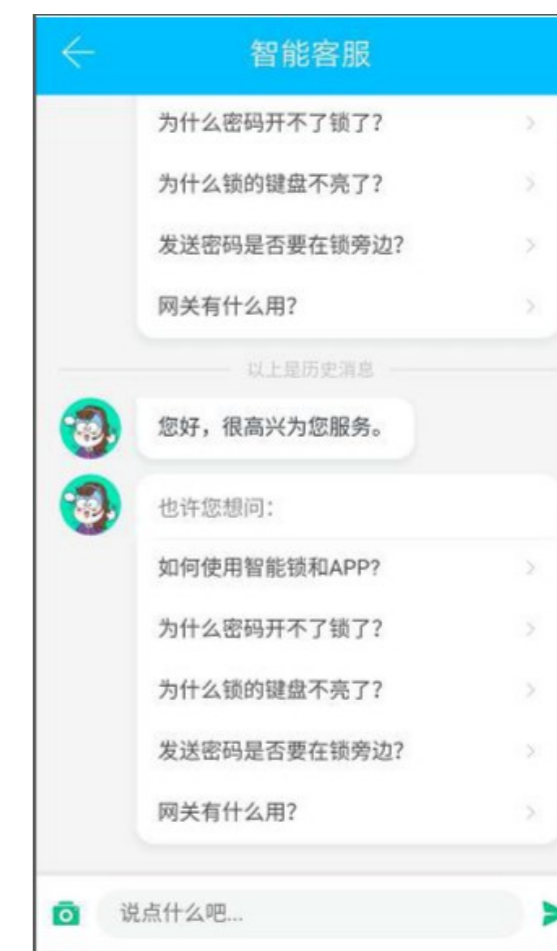 智能客服
为什么密码开不了锁了?
为什么锁的键盘不亮了?
发送密码是否要在锁旁边?
网关有什么用?
以上是历史消息
您好，很高兴为您服务。
也许您想问:
如何使用智能锁和APP?
为什么密码开不了锁了?
为什么锁的键盘不亮了?
发送密码是否要在锁旁边?
网关有什么用?
说点什么吧...